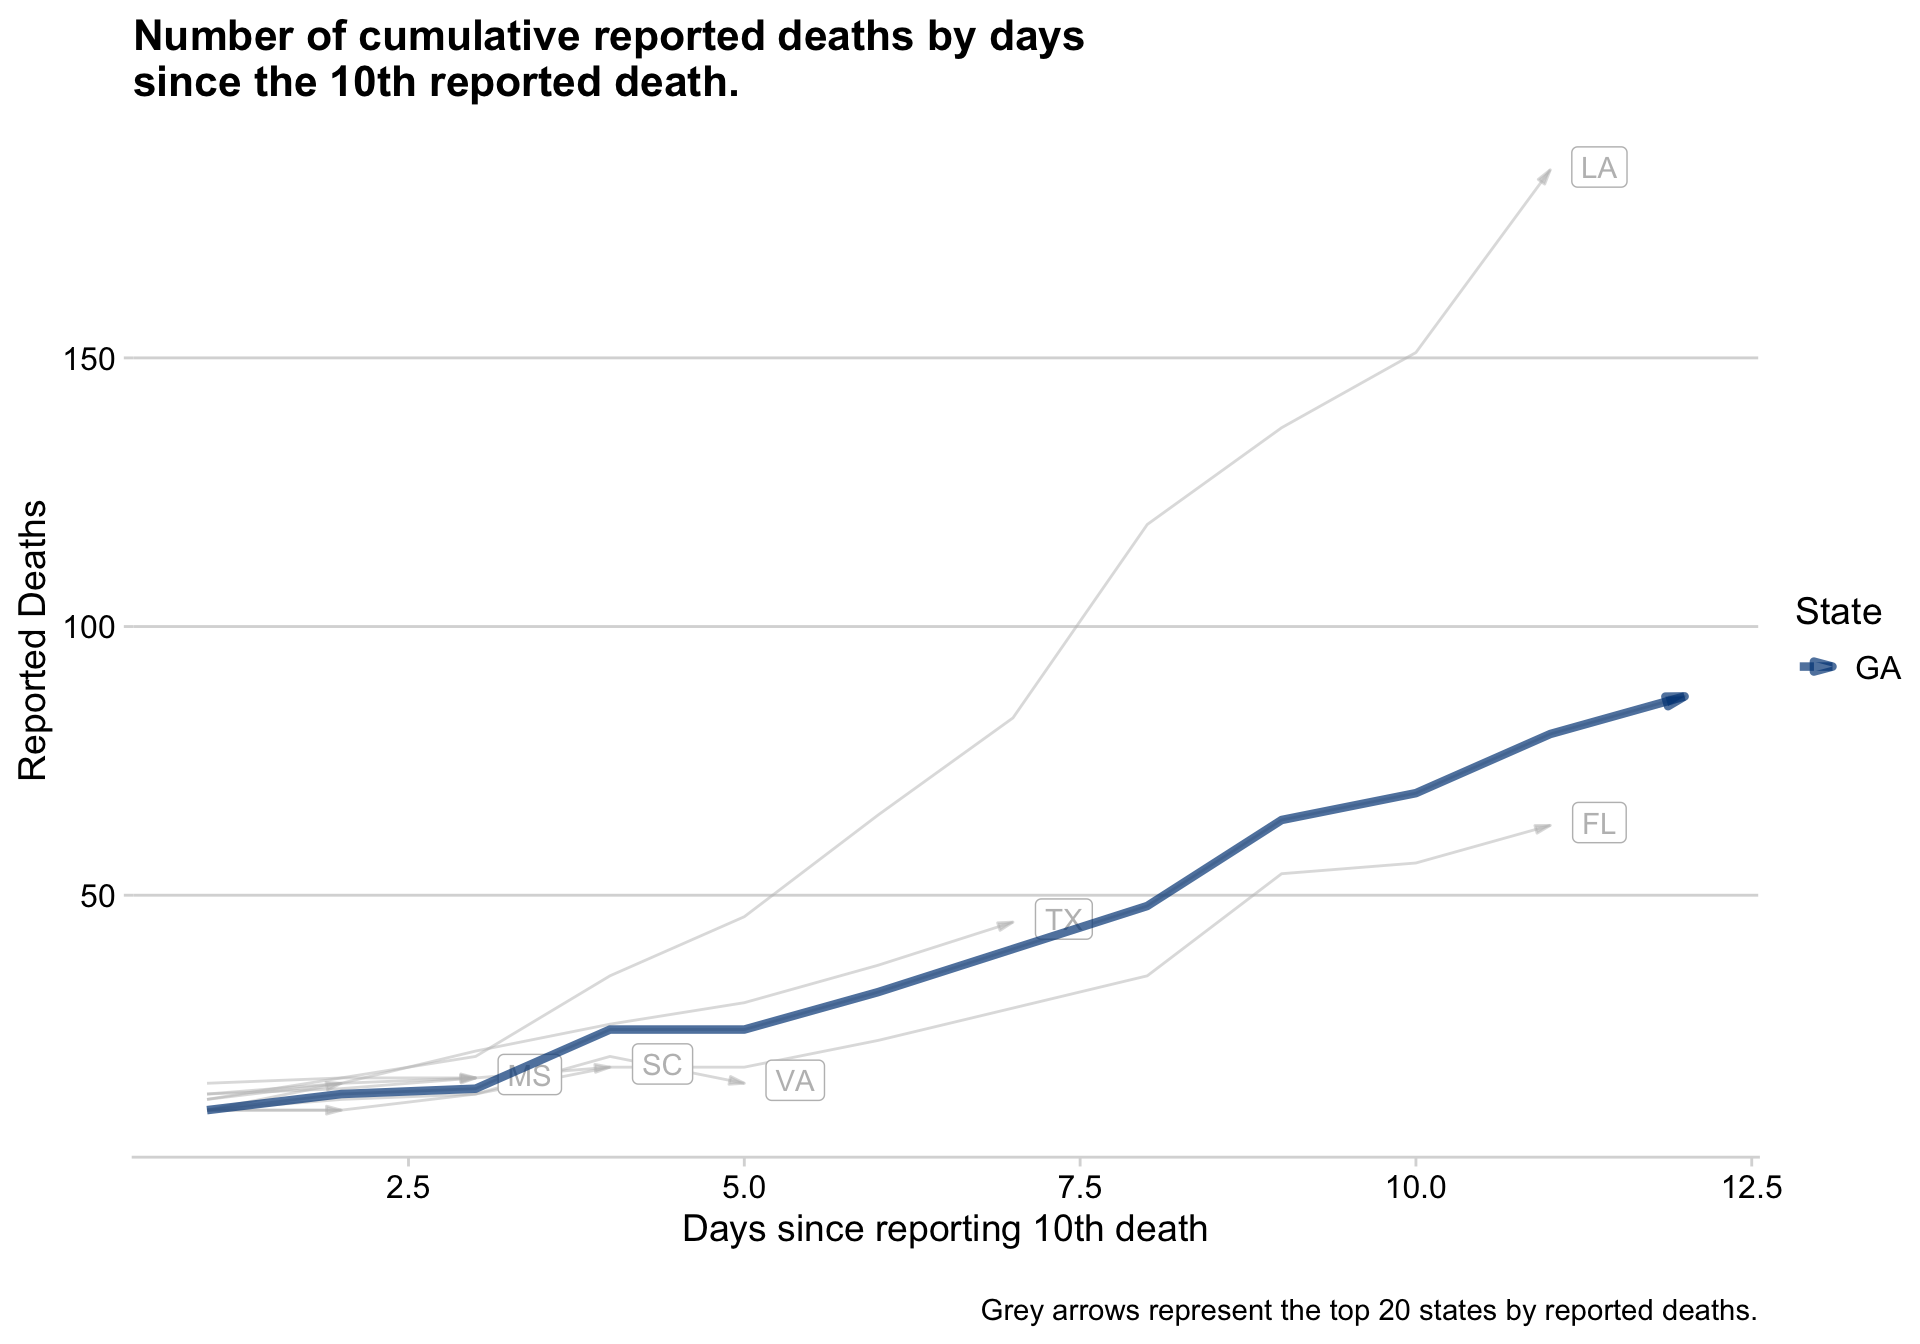 Number of cumulative reported deaths by days
since the 10th reported death.
LA
150
100
50
Reported Deaths
State
GA
FL
TX
MS
SC
VA
2.5
5.0
7.5
10.0
12.5
Days since reporting 10th death
Grey arrows represent the top 20 states by reported deaths.